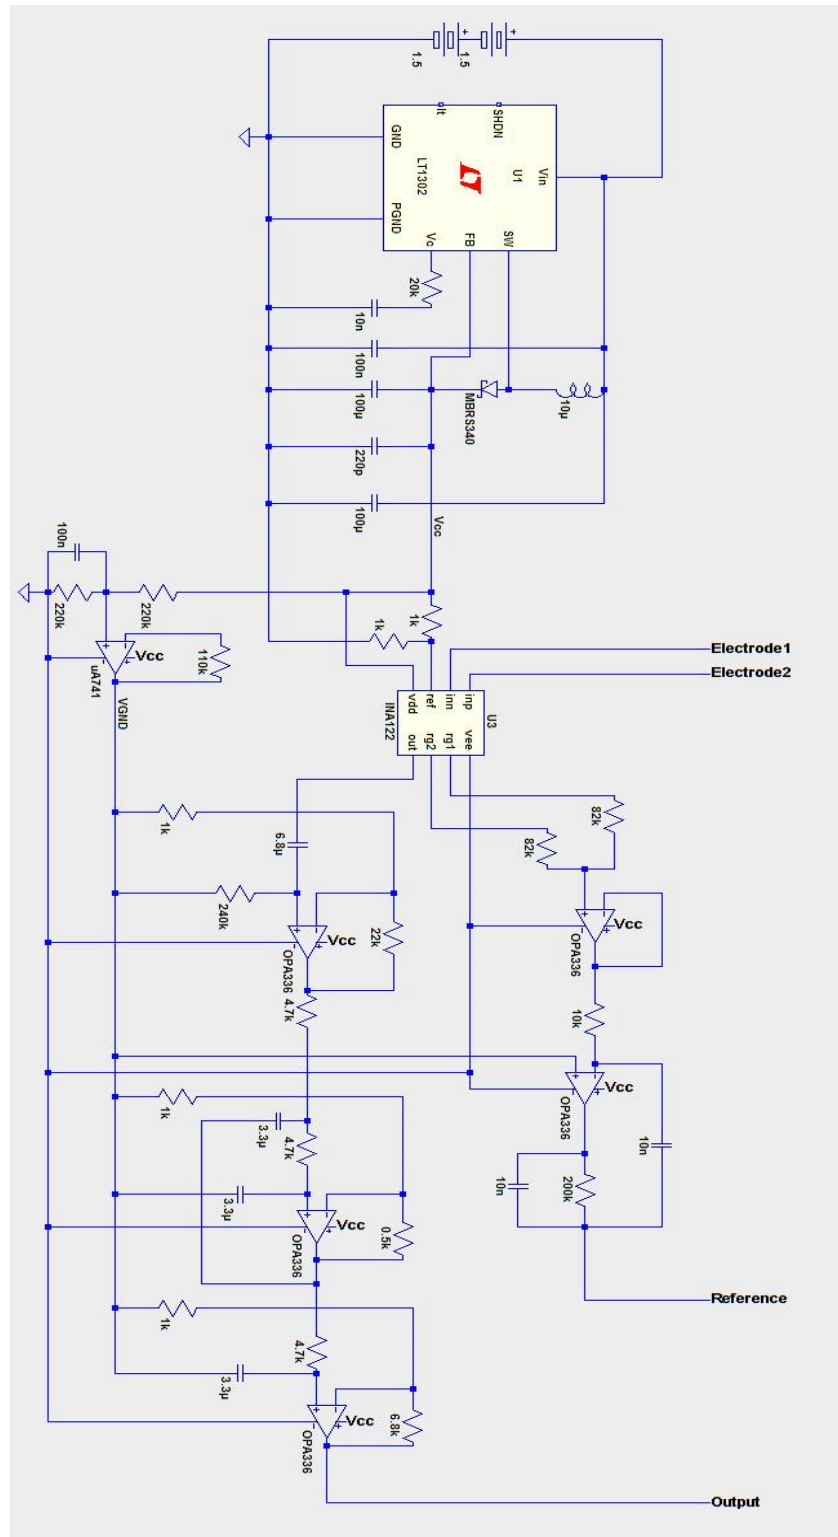 1.5
1.5
It
SHDN
GND
LT1302
U1
Vin
PGND
Vc
FB
SW
20k
10n
100n
100µ
MBRS340
10µ
220p
100µ
Vcc
100n
220k
220k
1k
1k
110k
Vcc
uA741
VGND
Electrode1
Electrode2
vdd
ref
inn
inp
INA122
U3
out
rg2
rg1
vee
1k
6.8µ
82k
82k
240k
Vcc
OPA336
22k
Vcc
OPA336
4.7k
10k
1k
3.3µ
4.7k
Vcc
OPA336
10n
10n
200k
3.3µ
Vcc
OPA336
0.5k
Reference
1k
4.7k
3.3µ
Vcc
OPA336
6.8k
Output